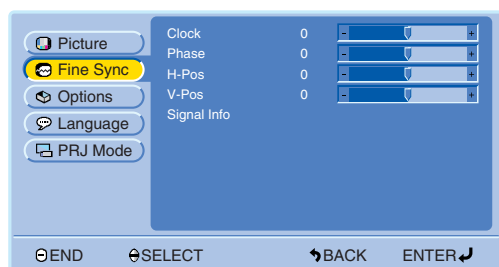 Picture
Fine Sync
Options
Language
PRJ Mode
Clock 0 - +
Phase 0 - +
H-Pos 0 - +
V-Pos 0 - +
Signal Info
END SELECT BACK ENTER